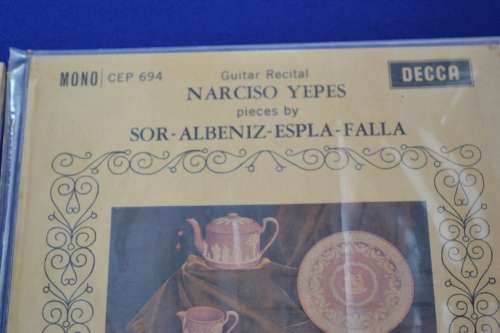 MONO CEP 694
Guitar Recital
DECCA
NARCISO YEPES
pieces by
SOR-ALBENIZ-ESPLA-FALLA